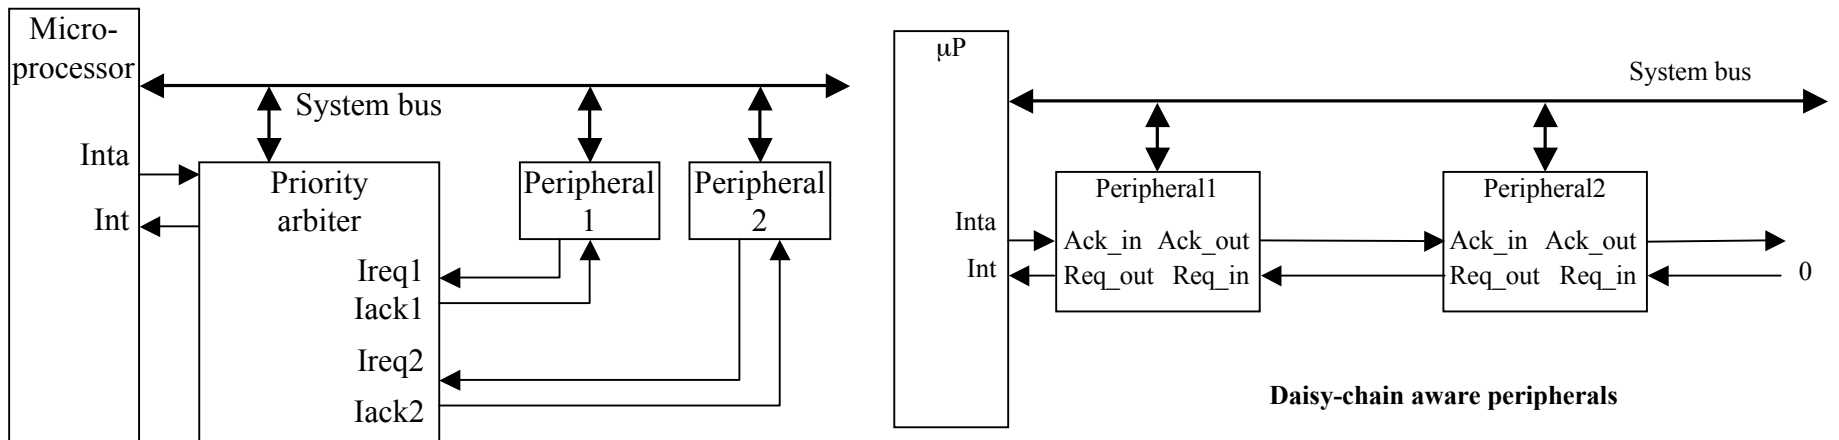 Micro-
processor
System bus
Inta
Int
Priority
arbiter
Peripheral
1
Peripheral
2
Ireq1
Iack1
Ireq2
Iack2
μP
System bus
Peripheral1
Peripheral2
Inta
Ack_in Ack_out
Ack_in Ack_out
Int
Req_out Req_in
Req_out Req_in
0
Daisy-chain aware peripherals